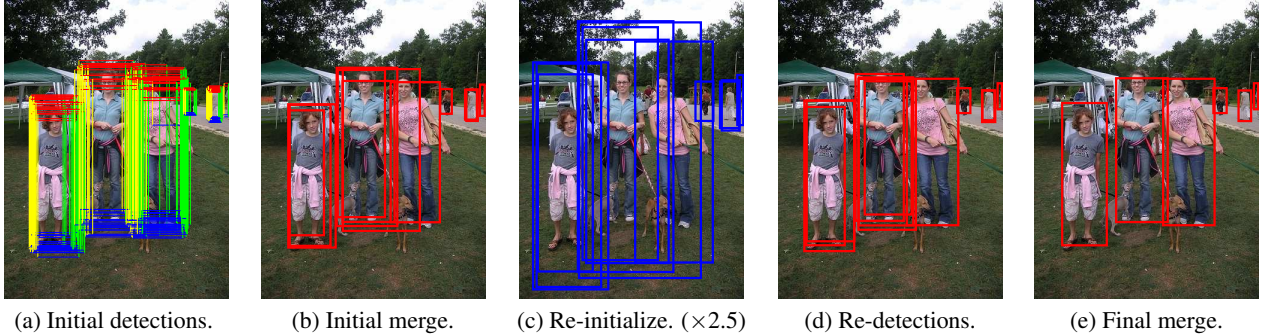 (a) Initial detections.
(b) Initial merge.
(c) Re-initialize. (×2.5)
(d) Re-detections.
(e) Final merge.